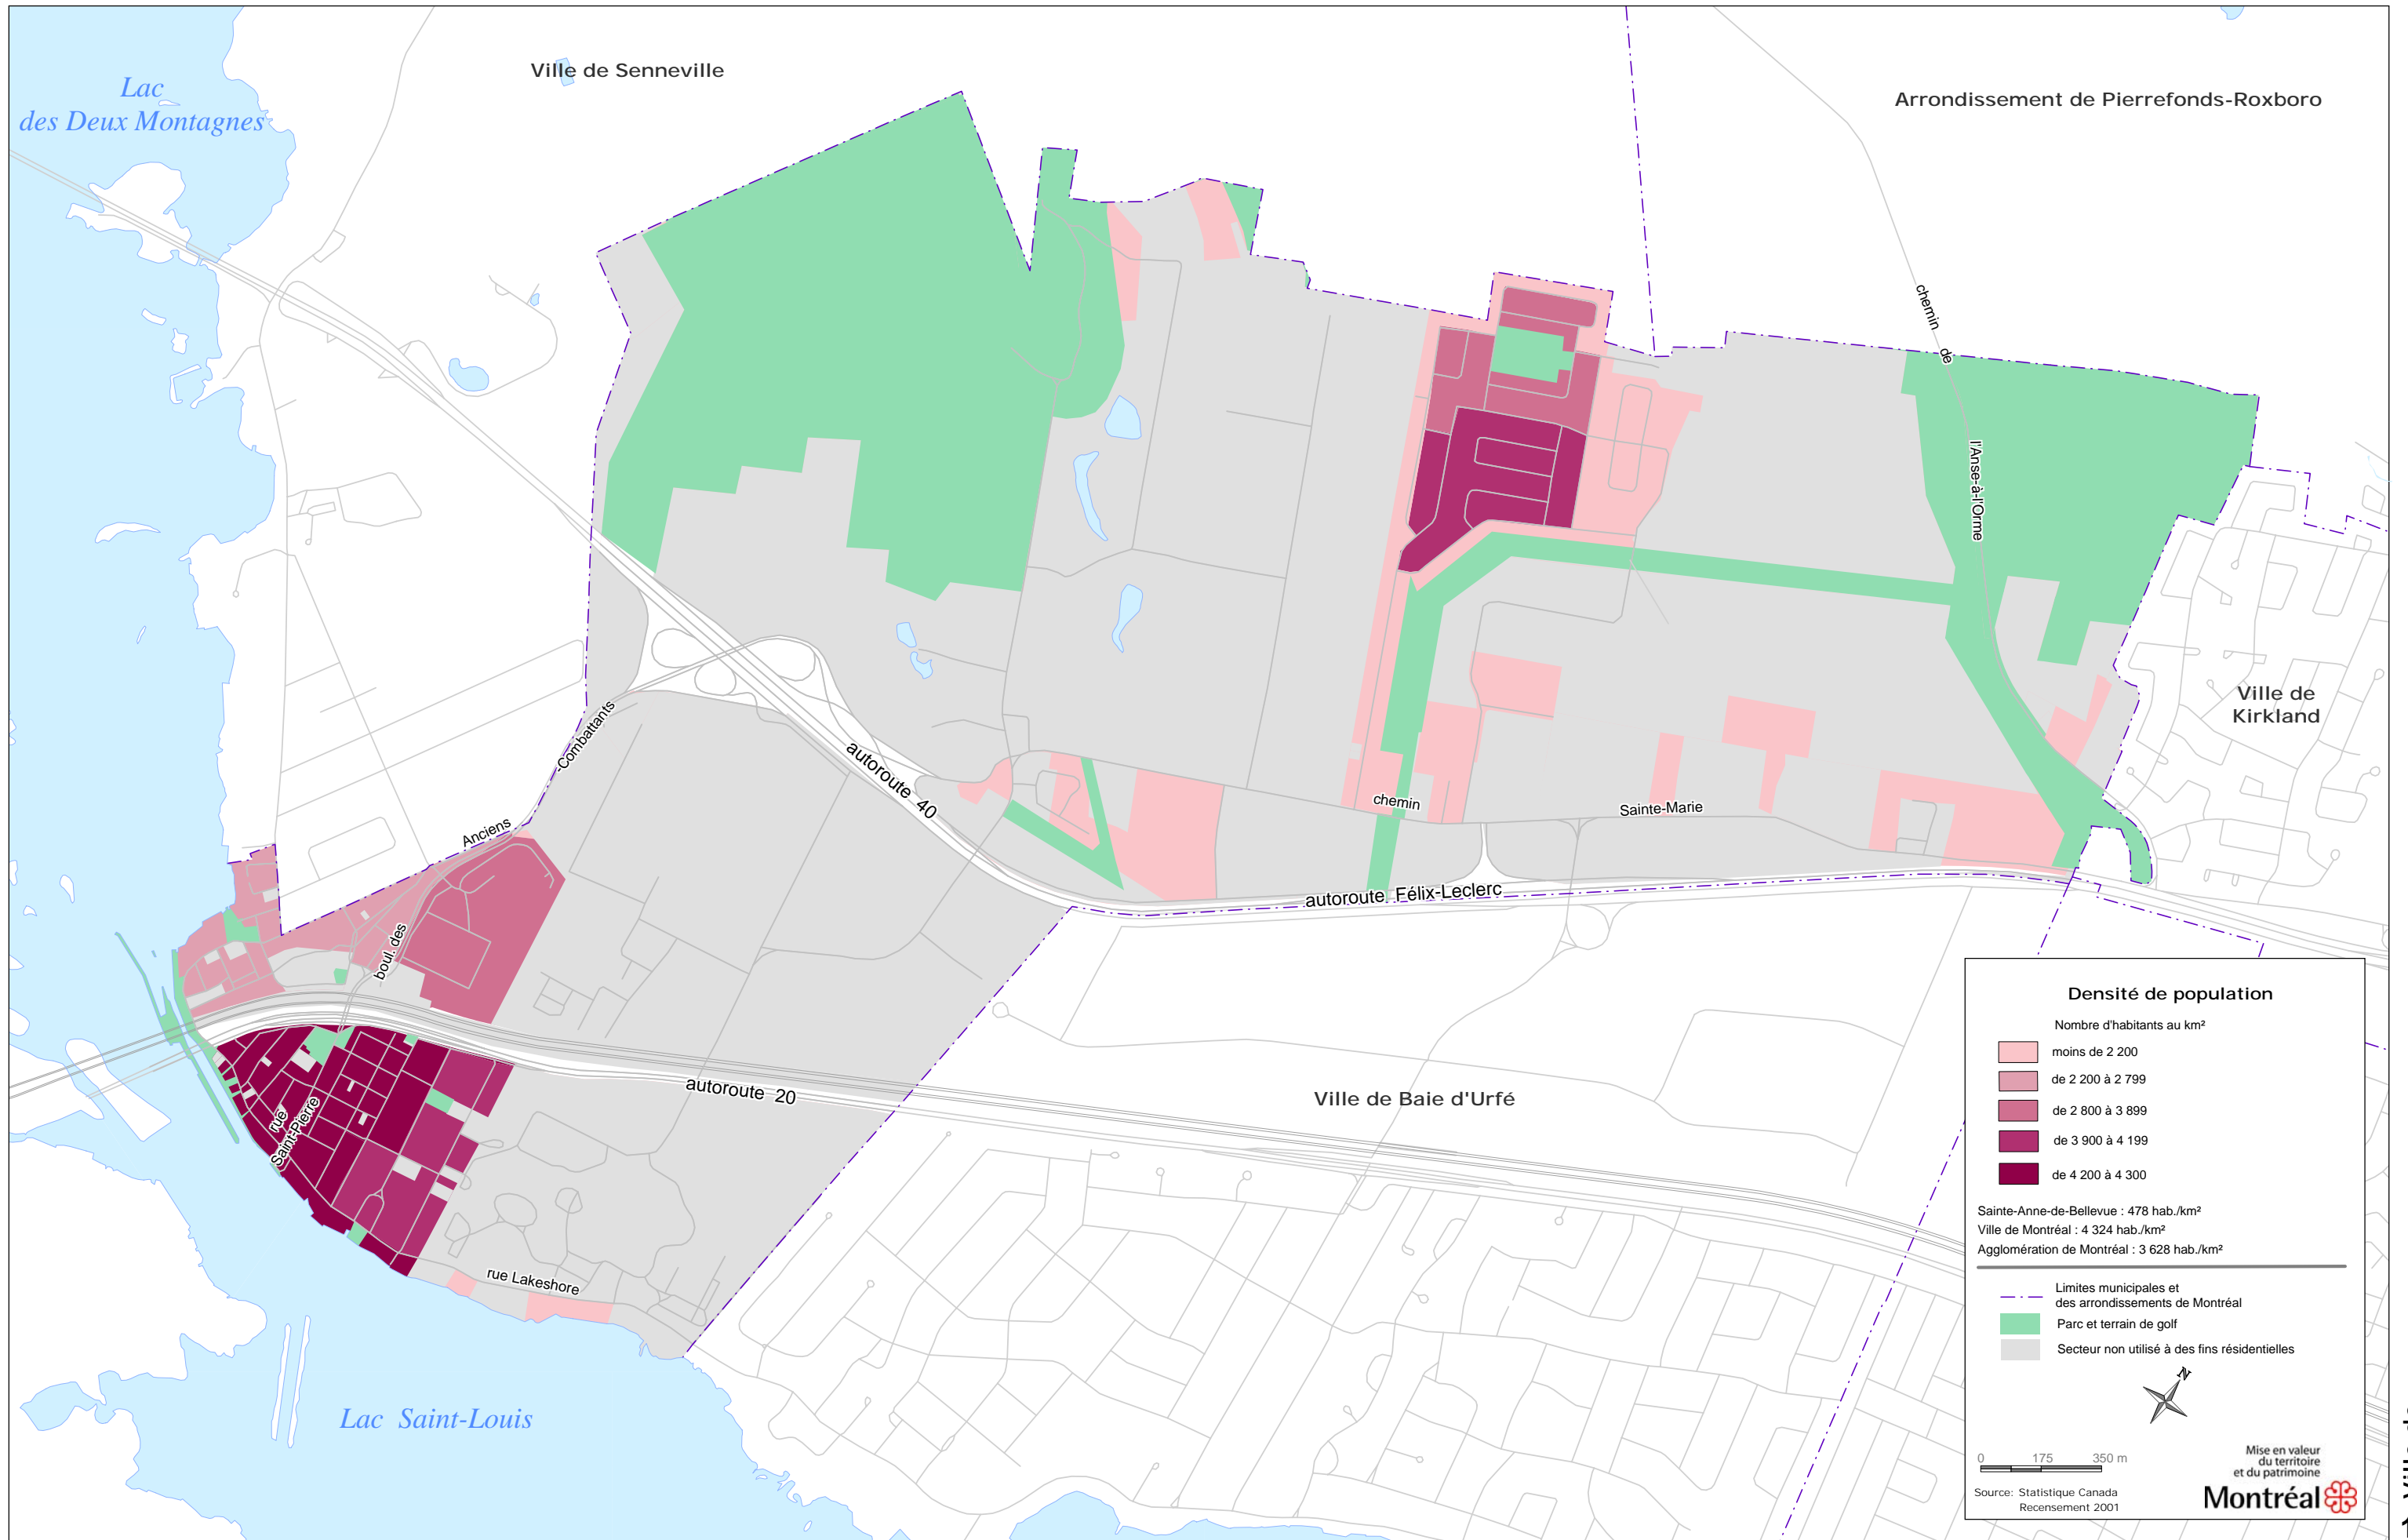 Lac
des Deux Montagnes
Ville de Senneville
Arrondissement de Pierrefonds-Roxboro
chemin
de
l'Anse-à-l'Orme
Ville de
Kirkland
-Combattants
Anciens
boul. des
autoroute 40
chemin
Sainte-Marie
autoroute Félix-Leclerc
autoroute 20
Ville de Baie d'Urfé
rue
Saint-Pierre
rue Lakeshore
Lac Saint-Louis
Densité de population
Nombre d'habitants au km²
moins de 2 200
de 2 200 à 2 799
de 2 800 à 3 899
de 3 900 à 4 199
de 4 200 à 4 300
Sainte-Anne-de-Bellevue : 478 hab./km²
Ville de Montréal : 4 324 hab./km²
Agglomération de Montréal : 3 628 hab./km²
Limites municipales et
des arrondissements de Montréal
Parc et terrain de golf
Secteur non utilisé à des fins résidentielles
N
0 175 350 m
Mise en valeur
du territoire
et du patrimoine
Montréal
Source: Statistique Canada
Recensement 2001